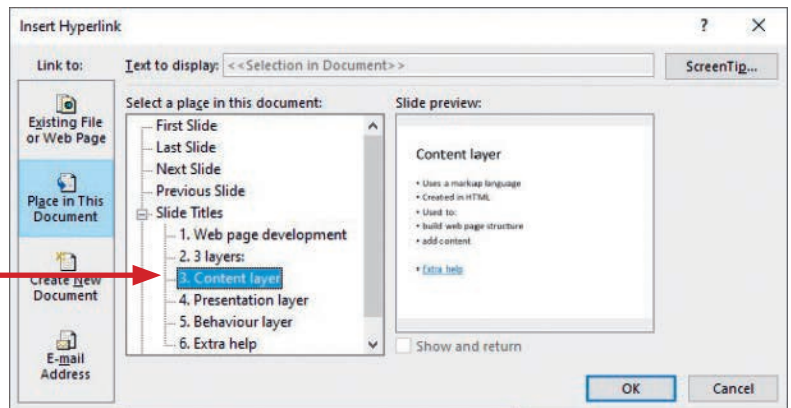 Insert Hyperlink
Link to:
Text to display: <<Selection in Document>>
ScreenTip...
Existing File
or Web Page
Place in This
Document
Create New
Document
E-mail
Address
Select a place in this document:
First Slide
Last Slide
Next Slide
Previous Slide
Slide Titles
1. Web page development
2. 3 layers:
3. Content layer
4. Presentation layer
5. Behaviour layer
6. Extra help
Slide preview:
Content layer
• Uses a markup language
• Created in HTML
• Used to:
• build web page structure
• add content
• Extra help
Show and return
OK
Cancel